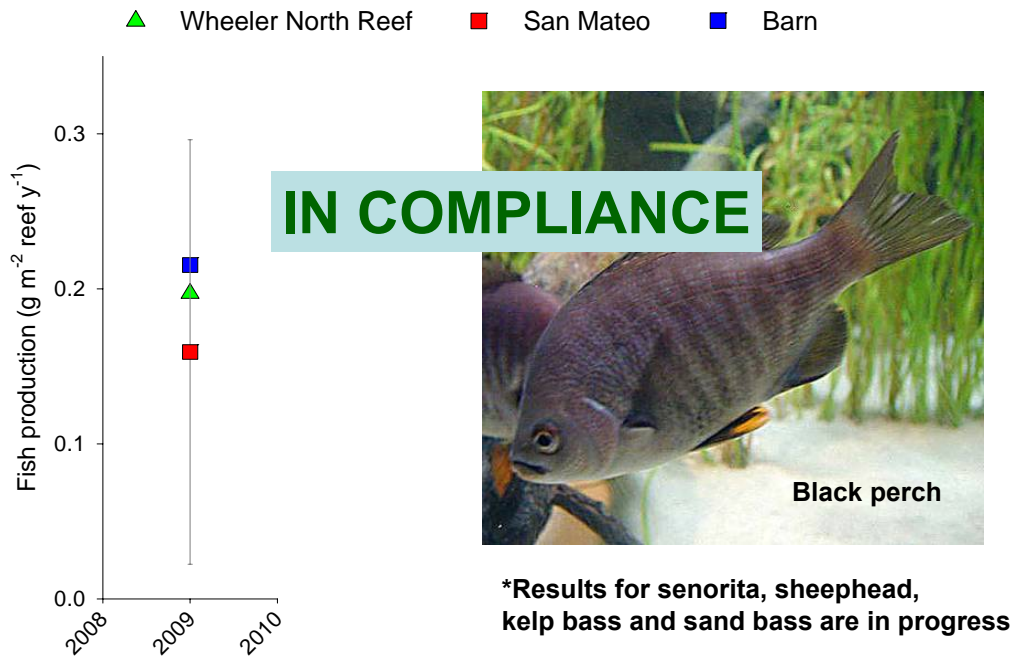 Wheeler North Reef San Mateo Barn
0.3
0.2
0.1
0.0
Fish production (g m⁻² reef y⁻¹)
2008 2009 2010
IN COMPLIANCE
Black perch
*Results for senorita, sheephead,
kelp bass and sand bass are in progress